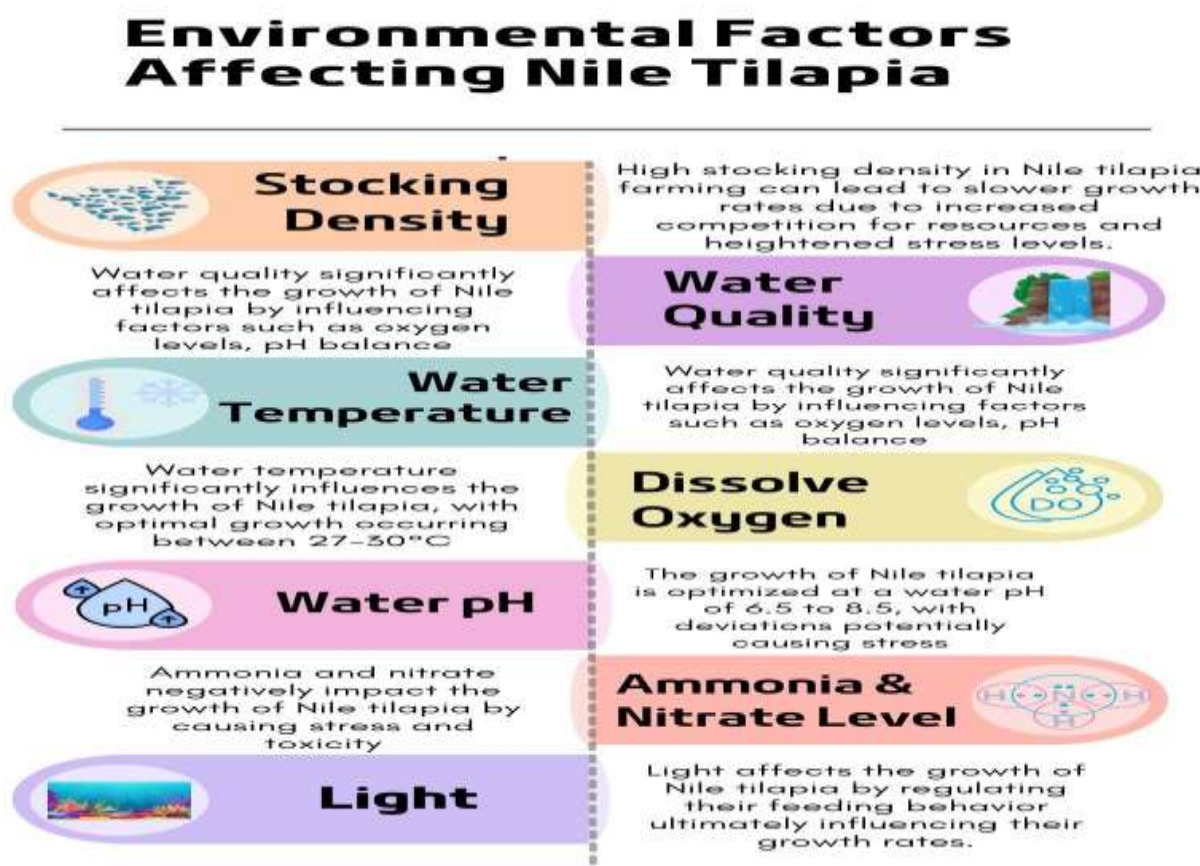 Environmental Factors
Affecting Nile Tilapia
Stocking
Density
High stocking density in Nile tilapia
farming can lead to slower growth
rates due to increased
competition for resources and
heightened stress levels.
Water quality significantly
affects the growth of Nile
tilapia by influencing
factors such as oxygen
levels, pH balance
Water
Quality
Water
Temperature
Water quality significantly
affects the growth of Nile
tilapia by influencing factors
such as oxygen levels, pH
balance
Water temperature
significantly influences the
growth of Nile tilapia, with
optimal growth occurring
between 27-30°C
Dissolve
Oxygen
DO
pH
Water pH
The growth of Nile tilapia
is optimized at a water pH
of 6.5 to 8.5, with
deviations potentially
causing stress
Ammonia and nitrate
negatively impact the
growth of Nile tilapia by
causing stress and
toxicity
Ammonia &
Nitrate Level
H N H
H
Light
Light affects the growth of
Nile tilapia by regulating
their feeding behavior
ultimately influencing their
growth rates.